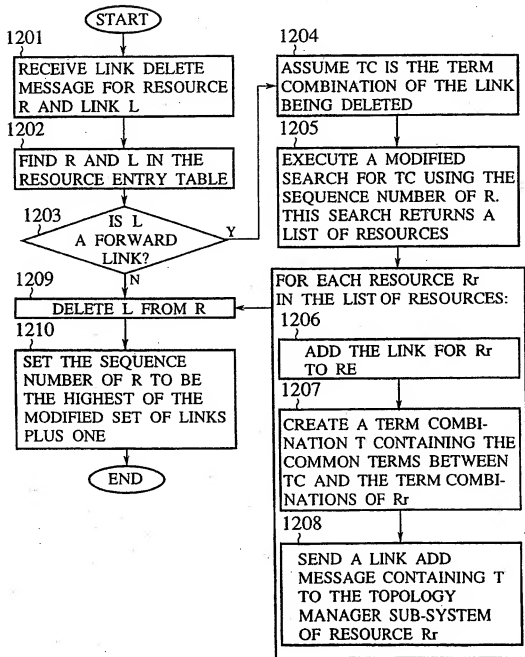 START
1201
RECEIVE LINK DELETE
MESSAGE FOR RESOURCE
R AND LINK L
1202
FIND R AND L IN THE
RESOURCE ENTRY TABLE
1203
IS L
A FORWARD
LINK?
Y
N
1209
DELETE L FROM R
1210
SET THE SEQUENCE
NUMBER OF R TO BE
THE HIGHEST OF THE
MODIFIED SET OF LINKS
PLUS ONE
END
1204
ASSUME TC IS THE TERM
COMBINATION OF THE LINK
BEING DELETED
1205
EXECUTE A MODIFIED
SEARCH FOR TC USING THE
SEQUENCE NUMBER OF R.
THIS SEARCH RETURNS A
LIST OF RESOURCES
FOR EACH RESOURCE Rr
IN THE LIST OF RESOURCES:
1206
ADD THE LINK FOR Rr
TO RE
1207
CREATE A TERM COMBI-
NATION T CONTAINING THE
COMMON TERMS BETWEEN
TC AND THE TERM COMBI-
NATIONS OF Rr
1208
SEND A LINK ADD
MESSAGE CONTAINING T
TO THE TOPOLOGY
MANAGER SUB-SYSTEM
OF RESOURCE Rr